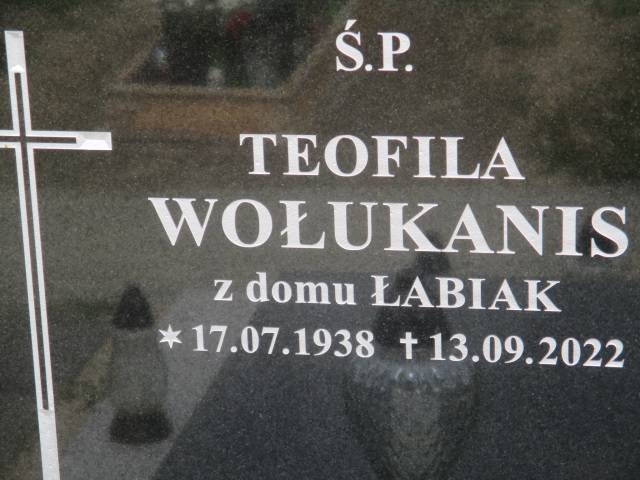 Ś.P.
TEOFILA
WOŁUKANIS
z domu ŁABIAK
✶ 17.07.1938 ✝ 13.09.2022